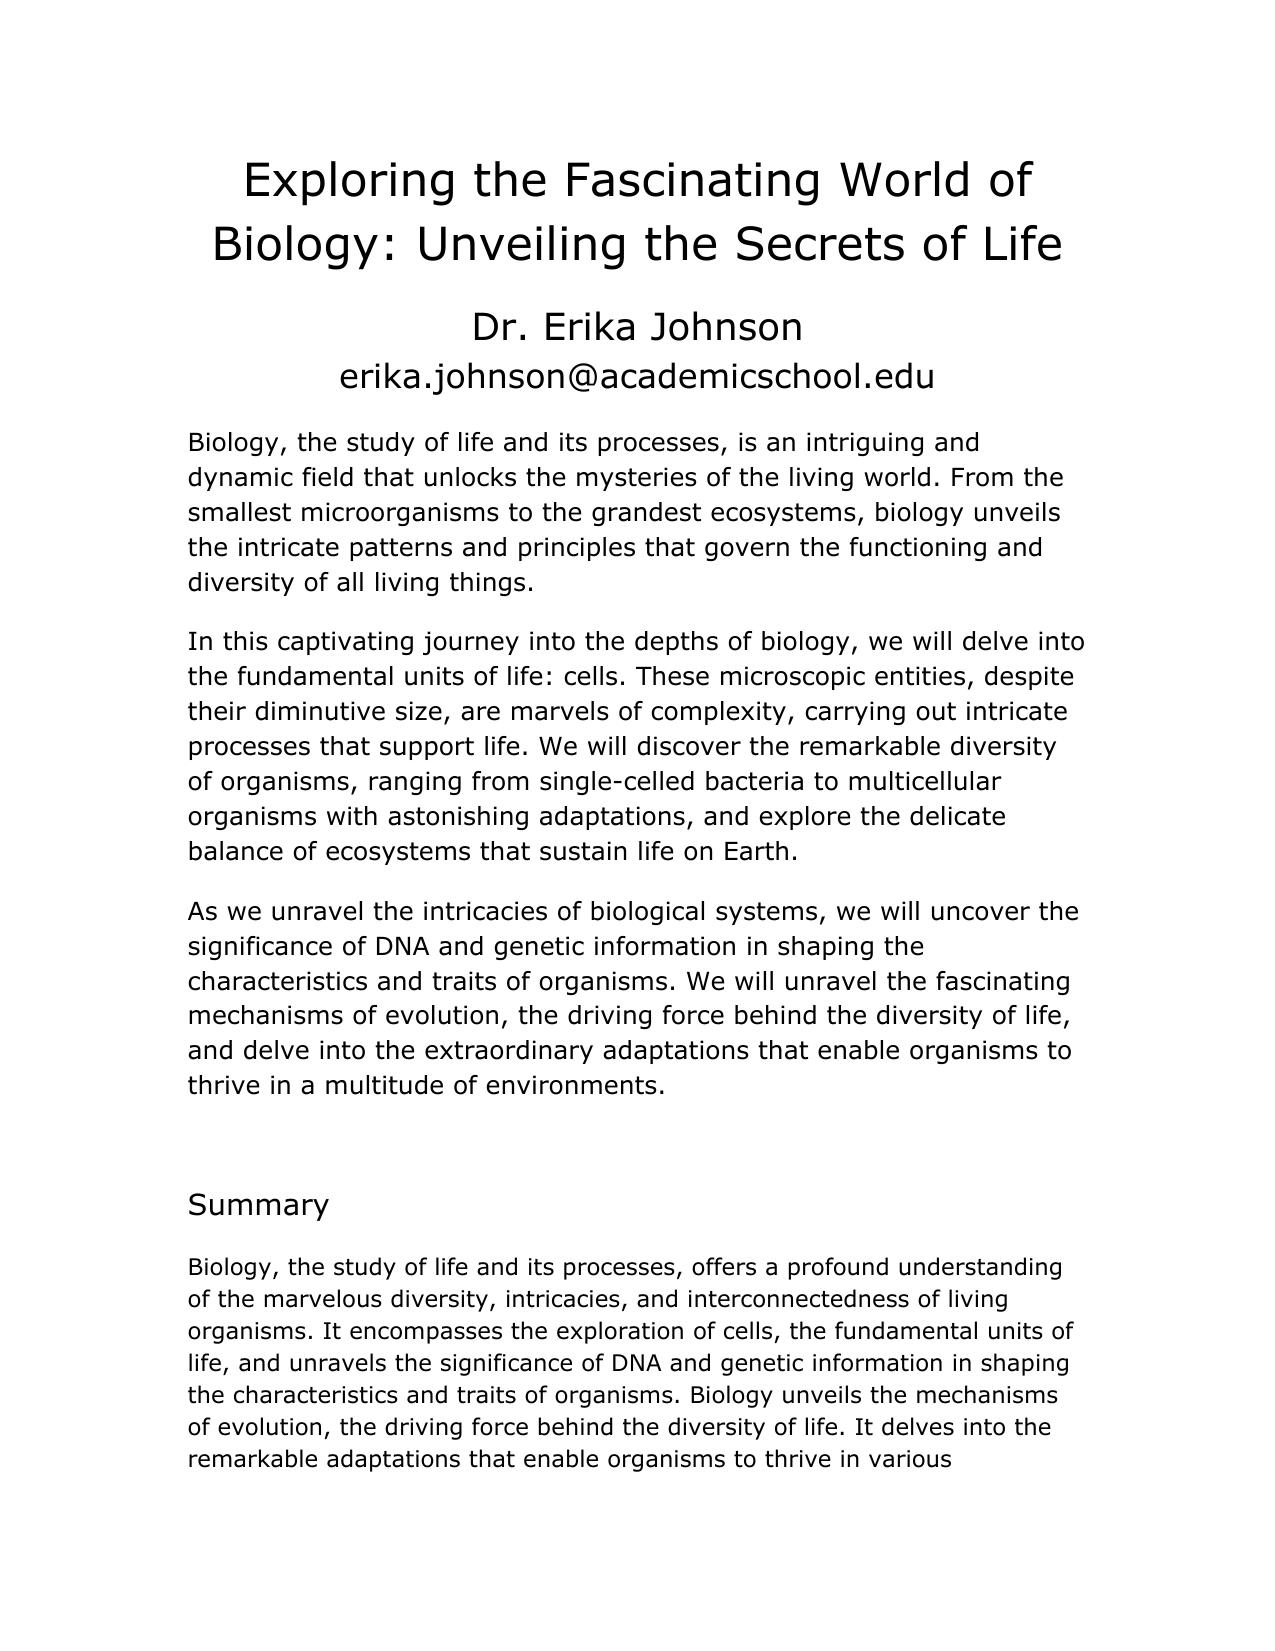 Exploring the Fascinating World of
Biology: Unveiling the Secrets of Life
Dr. Erika Johnson
erika.johnson@academicschool.edu
Biology, the study of life and its processes, is an intriguing and
dynamic field that unlocks the mysteries of the living world. From the
smallest microorganisms to the grandest ecosystems, biology unveils
the intricate patterns and principles that govern the functioning and
diversity of all living things.
In this captivating journey into the depths of biology, we will delve into
the fundamental units of life: cells. These microscopic entities, despite
their diminutive size, are marvels of complexity, carrying out intricate
processes that support life. We will discover the remarkable diversity
of organisms, ranging from single-celled bacteria to multicellular
organisms with astonishing adaptations, and explore the delicate
balance of ecosystems that sustain life on Earth.
As we unravel the intricacies of biological systems, we will uncover the
significance of DNA and genetic information in shaping the
characteristics and traits of organisms. We will unravel the fascinating
mechanisms of evolution, the driving force behind the diversity of life,
and delve into the extraordinary adaptations that enable organisms to
thrive in a multitude of environments.
Summary
Biology, the study of life and its processes, offers a profound understanding
of the marvelous diversity, intricacies, and interconnectedness of living
organisms. It encompasses the exploration of cells, the fundamental units of
life, and unravels the significance of DNA and genetic information in shaping
the characteristics and traits of organisms. Biology unveils the mechanisms
of evolution, the driving force behind the diversity of life. It delves into the
remarkable adaptations that enable organisms to thrive in various